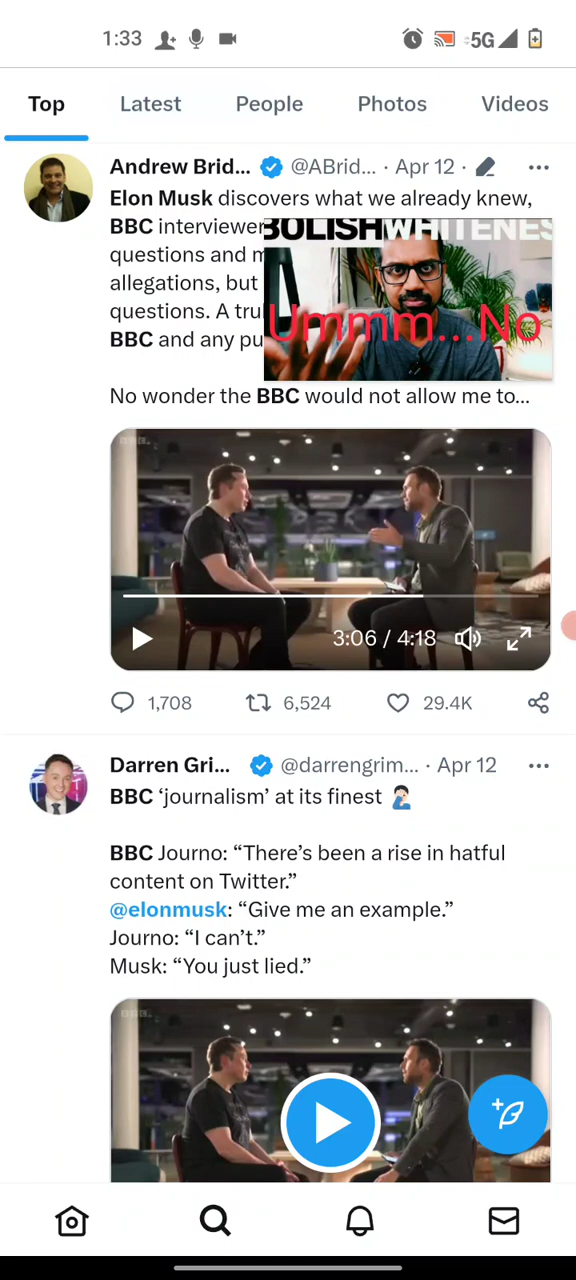 1:33
5G
Top Latest People Photos Videos
Andrew Brid... @ABrid... · Apr 12 ·
Elon Musk discovers what we already knew,
BBC interviewer
questions and
allegations, but
questions. A
BBC and any
BOLISHWHITENES
Ummm...No
No wonder the BBC would not allow me to...
BBC
3:06 / 4:18
1,708 6,524 29.4K
Darren Gri... @darrengrim... · Apr 12
BBC ‘journalism’ at its finest
BBC Journo: “There’s been a rise in hatful
content on Twitter.”
@elonmusk: “Give me an example.”
Journo: “I can’t.”
Musk: “You just lied.”
BBC